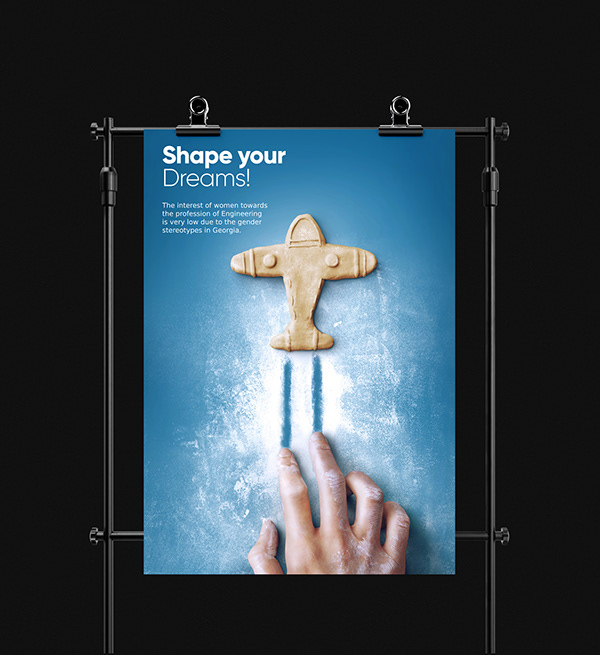 Shape your
Dreams!
The interest of women towards
the profession of Engineering
is very low due to the gender
stereotypes in Georgia.